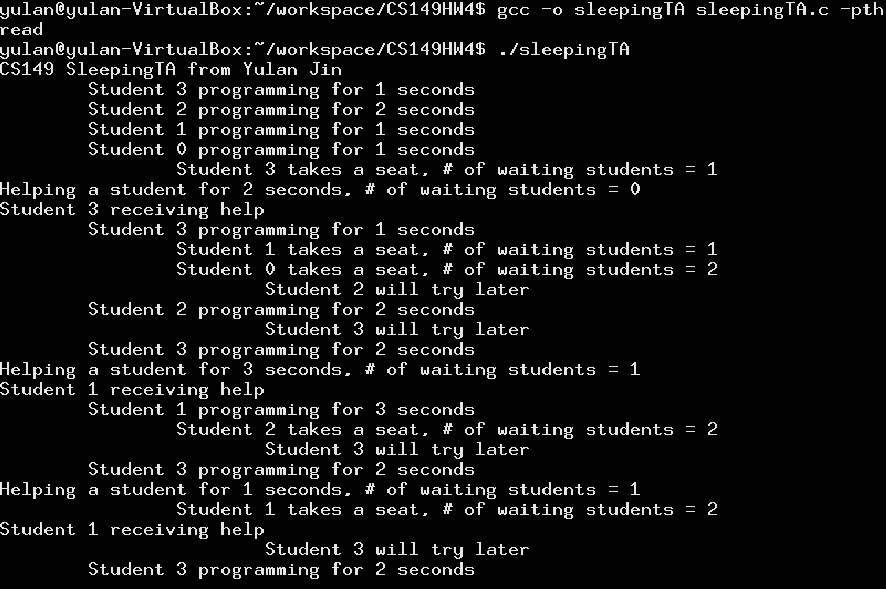 yulan@yulan-VirtualBox:~/workspace/CS149HW4$ gcc -o sleepingTA sleepingTA.c -pth
read
yulan@yulan-VirtualBox:~/workspace/CS149HW4$ ./sleepingTA
CS149 SleepingTA from Yulan Jin
Student 3 programming for 1 seconds
Student 2 programming for 2 seconds
Student 1 programming for 1 seconds
Student 0 programming for 1 seconds
Student 3 takes a seat, # of waiting students = 1
Helping a student for 2 seconds, # of waiting students = 0
Student 3 receiving help
Student 3 programming for 1 seconds
Student 1 takes a seat, # of waiting students = 1
Student 0 takes a seat, # of waiting students = 2
Student 2 will try later
Student 2 programming for 2 seconds
Student 3 will try later
Student 3 programming for 2 seconds
Helping a student for 3 seconds, # of waiting students = 1
Student 1 receiving help
Student 1 programming for 3 seconds
Student 2 takes a seat, # of waiting students = 2
Student 3 will try later
Student 3 programming for 2 seconds
Helping a student for 1 seconds, # of waiting students = 1
Student 1 takes a seat, # of waiting students = 2
Student 1 receiving help
Student 3 will try later
Student 3 programming for 2 seconds